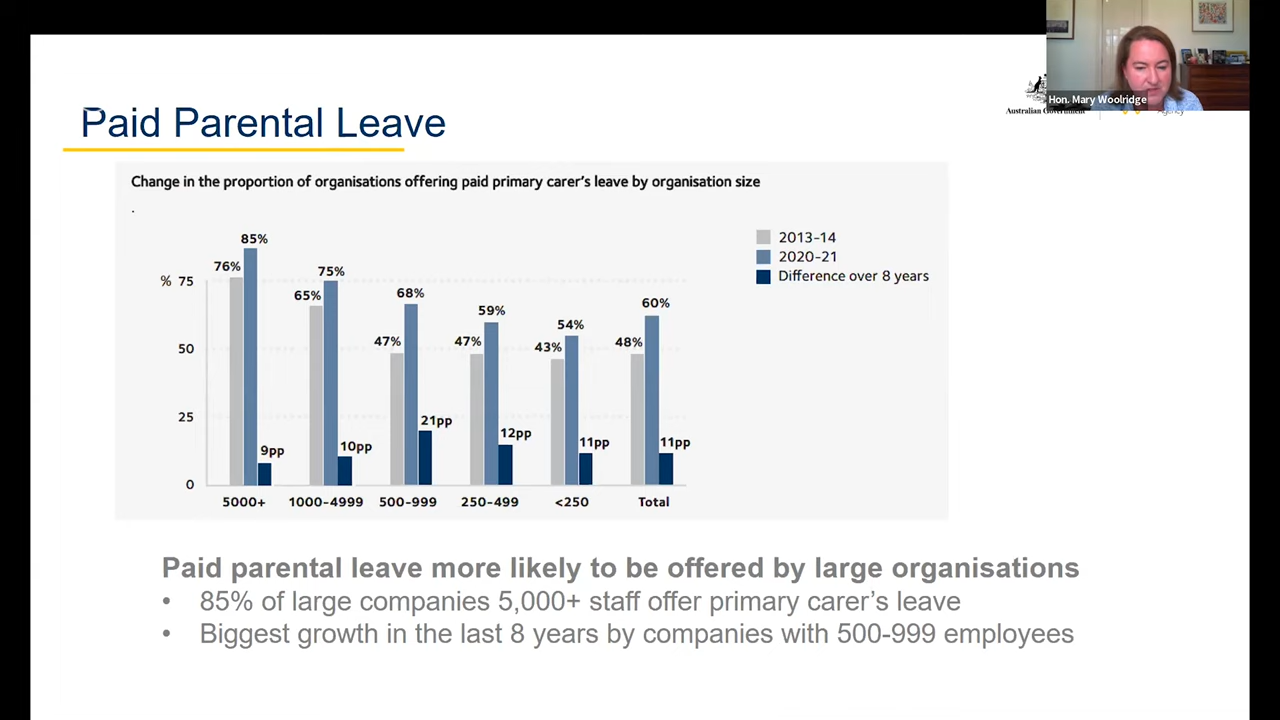 Hon. Mary Woolridge
Australian Government
Agency
Paid Parental Leave
Change in the proportion of organisations offering paid primary carer's leave by organisation size
.
2013-14
2020-21
Difference over 8 years
% 75
50
25
0
76% 85% 9pp
65% 75% 10pp
47% 68% 21pp
47% 59% 12pp
43% 54% 11pp
48% 60% 11pp
5000+ 1000-4999 500-999 250-499 <250 Total
Paid parental leave more likely to be offered by large organisations
• 85% of large companies 5,000+ staff offer primary carer's leave
• Biggest growth in the last 8 years by companies with 500-999 employees